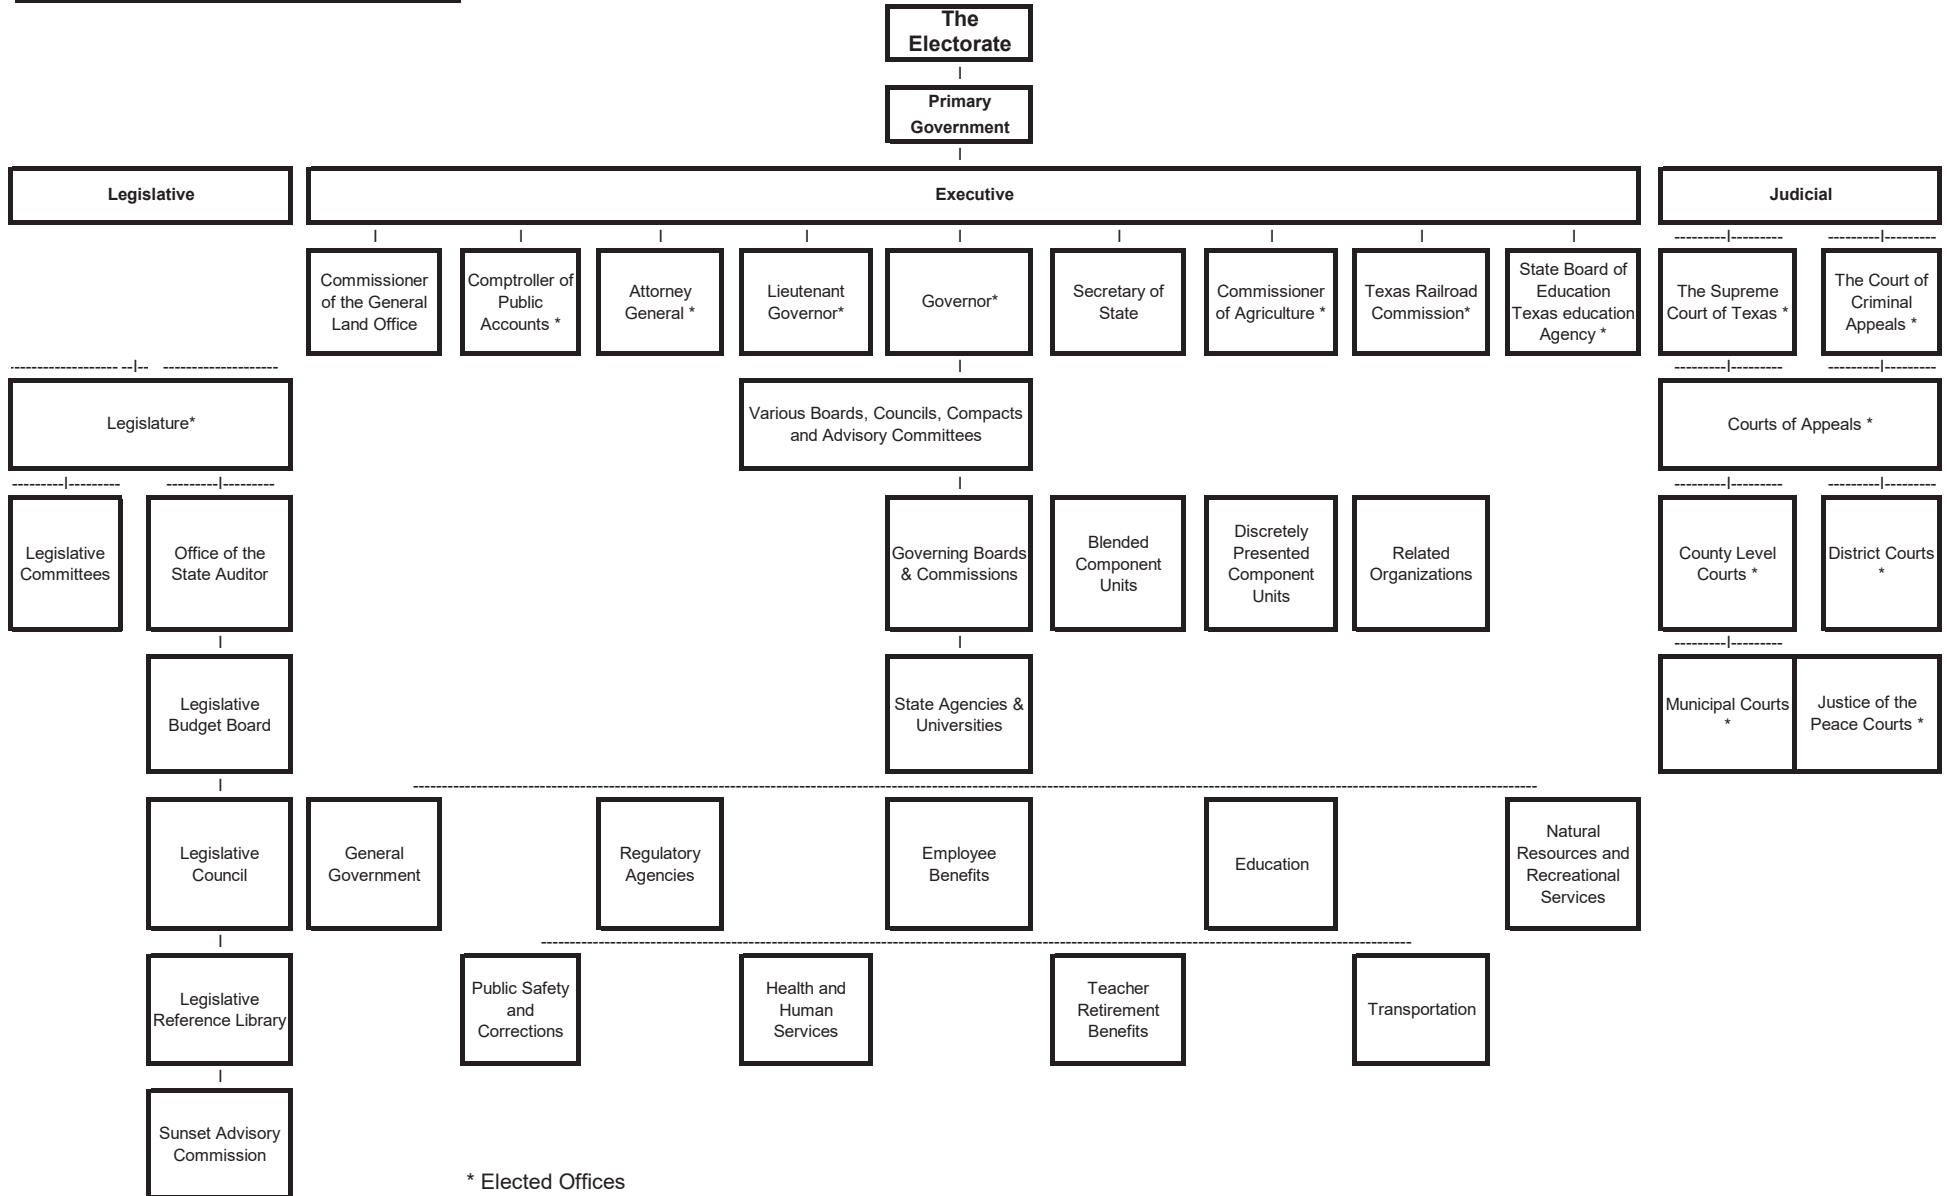 The
Electorate
Primary
Government
Legislative
Executive
Judicial
Commissioner
of the General
Land Office
Comptroller of
Public
Accounts *
Attorney
General *
Lieutenant
Governor*
Governor*
Secretary of
State
Commissioner
of Agriculture *
Texas Railroad
Commission*
State Board of
Education
Texas education
Agency *
The Supreme
Court of Texas *
The Court of
Criminal
Appeals *
Legislature*
Various Boards, Councils, Compacts
and Advisory Committees
Courts of Appeals *
Legislative
Committees
Office of the
State Auditor
Governing Boards
& Commissions
Blended
Component
Units
Discretely
Presented
Component
Units
Related
Organizations
County Level
Courts *
District Courts
*
Legislative
Budget Board
State Agencies &
Universities
Municipal Courts
*
Justice of the
Peace Courts *
Legislative
Council
General
Government
Regulatory
Agencies
Employee
Benefits
Education
Natural
Resources and
Recreational
Services
Legislative
Reference Library
Public Safety
and
Corrections
Health and
Human
Services
Teacher
Retirement
Benefits
Transportation
Sunset Advisory
Commission
* Elected Offices